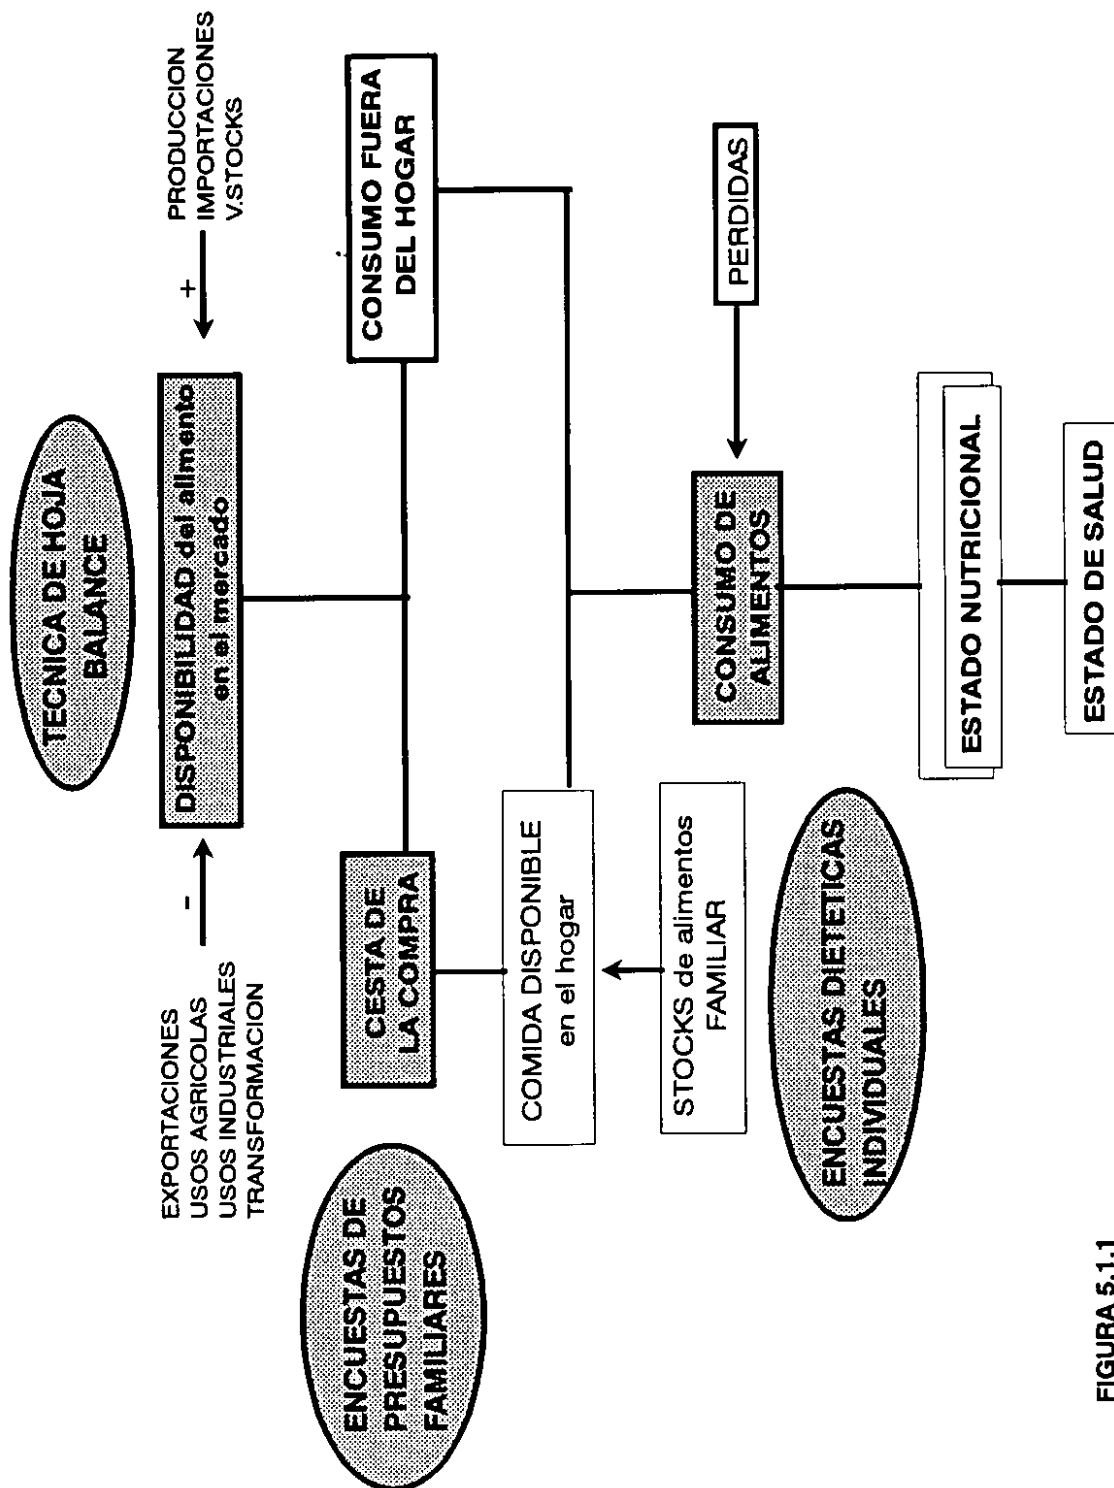 TECNICA DE HOJA
BALANCE
EXPORTACIONES
USOS AGRICOLAS
USOS INDUSTRIALES
TRANSFORMACION
-
DISPONIBILIDAD del alimento
en el mercado
+
PRODUCCION
IMPORTACIONES
V.STOCKS
ENCUESTAS DE
PRESUPUESTOS
FAMILIARES
CESTA DE
LA COMPRA
CONSUMO FUERA
DEL HOGAR
COMIDA DISPONIBLE
en el hogar
STOCKS de alimentos
FAMILIAR
CONSUMO DE
ALIMENTOS
PERDIDAS
ENCUESTAS DIETETICAS
INDIVIDUALES
ESTADO NUTRICIONAL
ESTADO DE SALUD
FIGURA 5.1.1